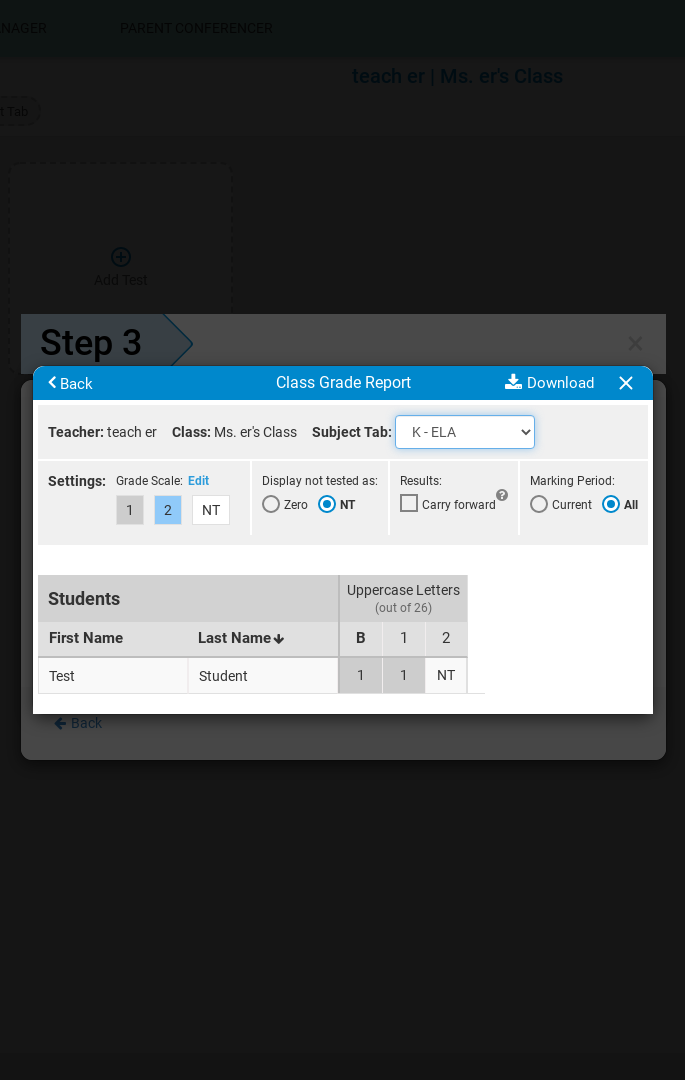 NAGER PARENT CONFERENCER
teach er | Ms. er's Class
t Tab
Add Test
Step 3
Back Class Grade Report Download
Teacher: teach er Class: Ms. er's Class Subject Tab: K - ELA
Settings: Grade Scale: Edit Display not tested as: Results: Marking Period:
1 2 NT Zero NT Carry forward ? Current All
Students Uppercase Letters
(out of 26)
First Name Last Name B 1 2
Test Student 1 1 NT
Back